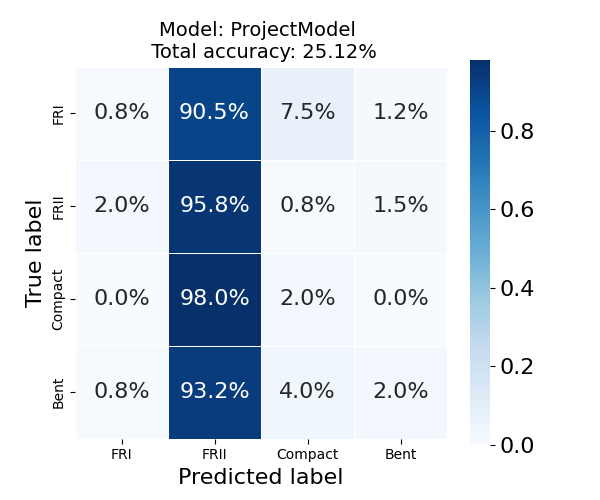 Model: ProjectModel
Total accuracy: 25.12%
True label
FRI
0.8% 90.5% 7.5% 1.2%
FRII
2.0% 95.8% 0.8% 1.5%
Compact
0.0% 98.0% 2.0% 0.0%
Bent
0.8% 93.2% 4.0% 2.0%
FRI FRII Compact Bent
Predicted label
0.8
0.6
0.4
0.2
0.0